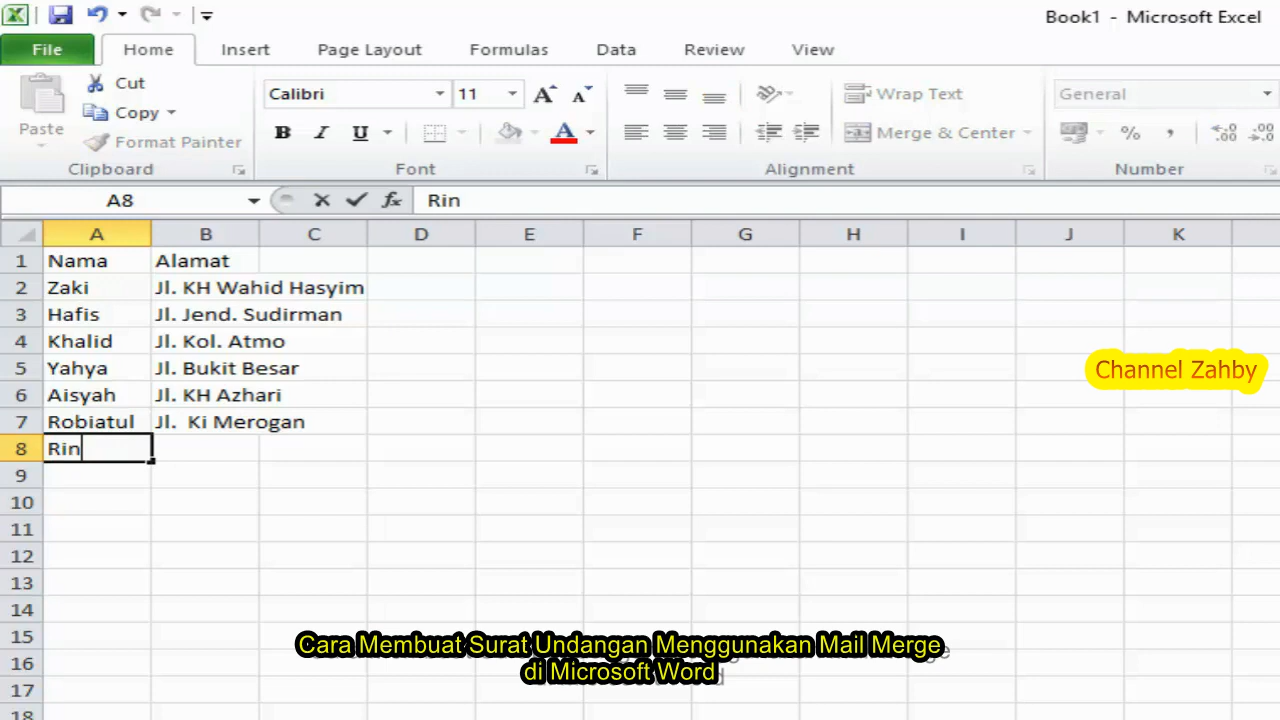 Book1 - Microsoft Excel
File Home Insert Page Layout Formulas Data Review View
Cut
Copy
Format Painter
Paste
Clipboard
Calibri 11
B I U
Font
Wrap Text
Merge & Center
Alignment
General
% , .00
Number
A8 fx Rin
A B C D E F G H I J K
1 Nama Alamat
2 Zaki Jl. KH Wahid Hasyim
3 Hafis Jl. Jend. Sudirman
4 Khalid Jl. Kol. Atmo
5 Yahya Jl. Bukit Besar
6 Aisyah Jl. KH Azhari
7 Robiatul Jl.  Ki Merogan
8 Rin
9
10
11
12
13
14
15
16
17
18
Channel Zahby
Cara Membuat Surat Undangan Menggunakan Mail Merge
di Microsoft Word